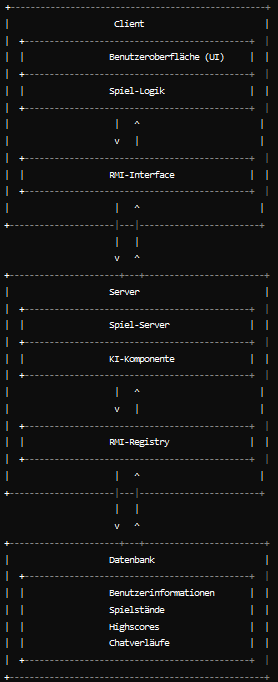 Client
Benutzeroberfläche (UI)
Spiel-Logik
RMI-Interface
Server
Spiel-Server
KI-Komponente
RMI-Registry
Datenbank
Benutzerinformationen
Spielstände
Highscores
Chatverläufe